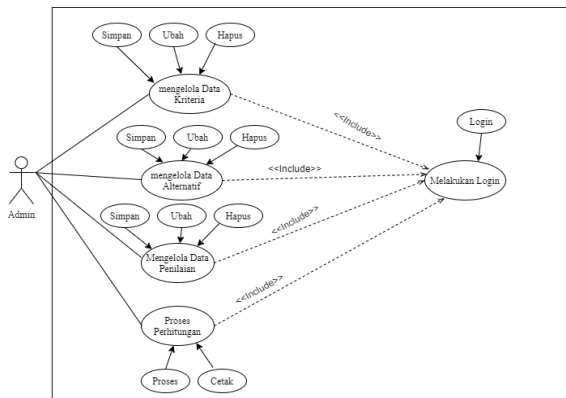 Simpan
Ubah
Hapus
mengelola Data
Kriteria
<<Include>>
Login
Simpan
Ubah
Hapus
<<Include>>
mengelola Data
Alternatif
Melakukan Login
Admin
Simpan
Ubah
Hapus
<<Include>>
Mengelola Data
Penilaian
<<Include>>
Proses
Perhitungan
Proses
Cetak